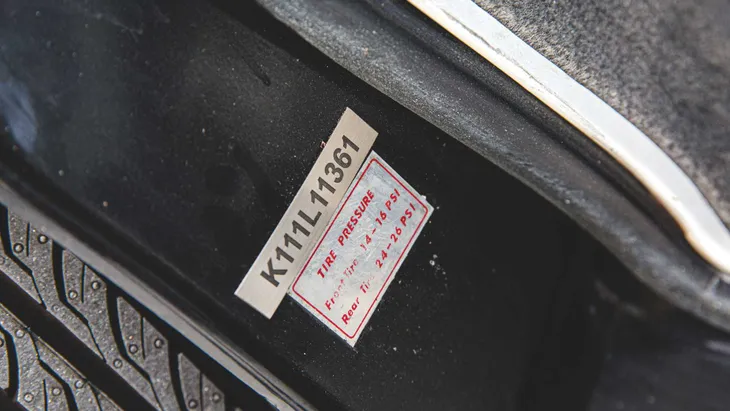 K111L11361
TIRE PRESSURE
Front Tire 14-16 PSI
Rear Tire 24-26 PSI